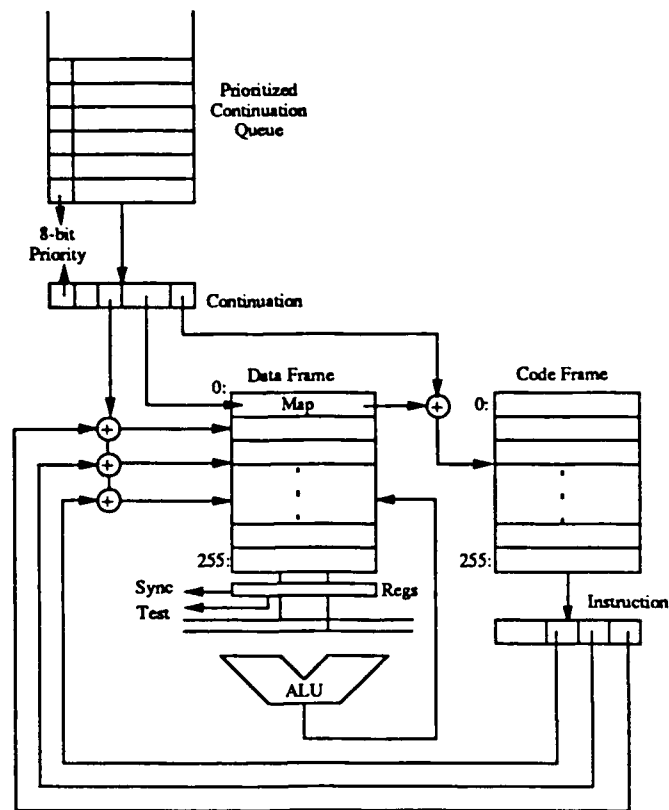 Prioritized
Continuation
Queue
8-bit
Priority
Continuation
Data Frame
Code Frame
0:
Map
0:
255:
255:
Sync
Regs
Test
Instruction
ALU